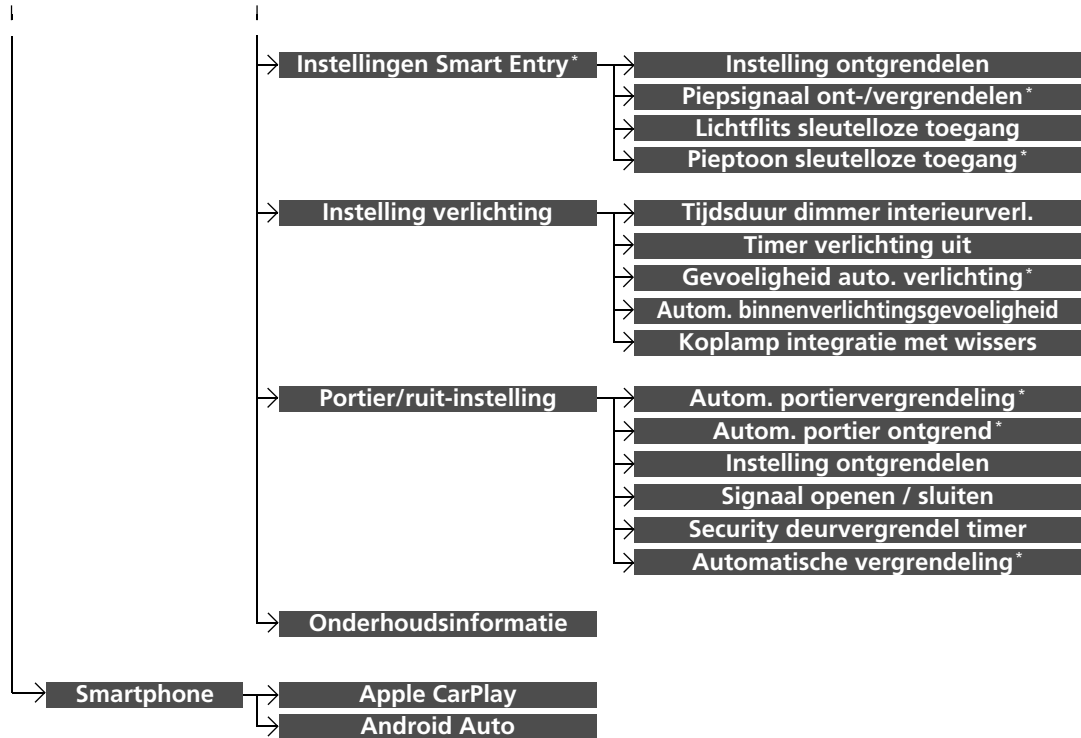 Instellingen Smart Entry*
Instelling ontgrendelen
Piepsignaal ont-/vergrendelen*
Lichtflits sleutelloze toegang
Pieptoon sleutelloze toegang*
Instelling verlichting
Tijdsduur dimmer interieurverl.
Timer verlichting uit
Gevoeligheid auto. verlichting*
Autom. binnenverlichtingsgevoeligheid
Koplamp integratie met wissers
Portier/ruit-instelling
Autom. portiervergrendeling*
Autom. portier ontgrend*
Instelling ontgrendelen
Signaal openen / sluiten
Security deurvergrendel timer
Automatische vergrendeling*
Onderhoudsinformatie
Smartphone
Apple CarPlay
Android Auto